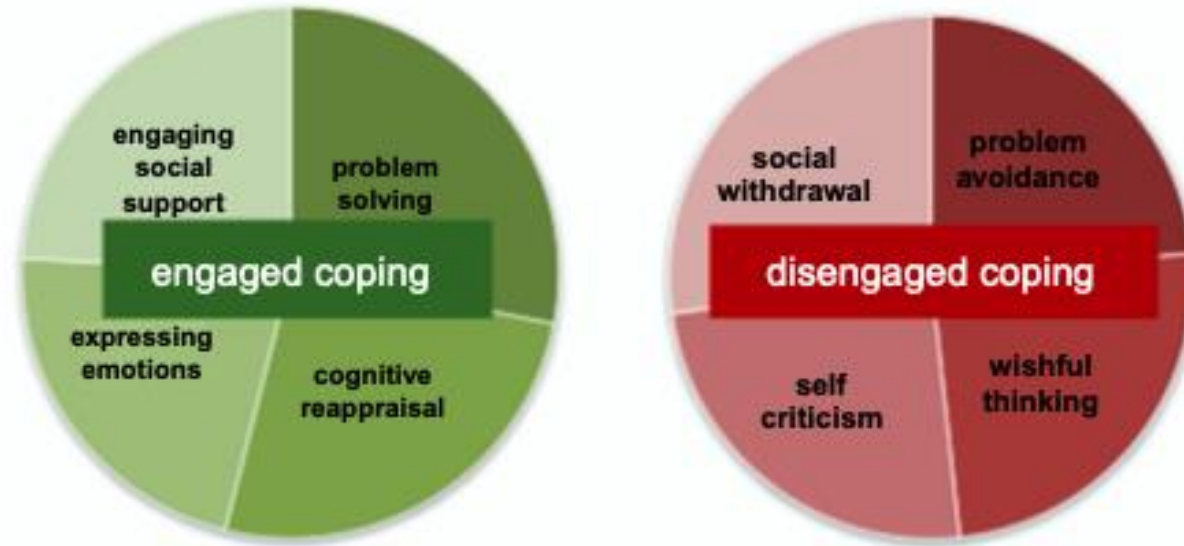 engaging
social
support
problem
solving
engaged coping
expressing
emotions
cognitive
reappraisal
social
withdrawal
problem
avoidance
disengaged coping
self
criticism
wishful
thinking